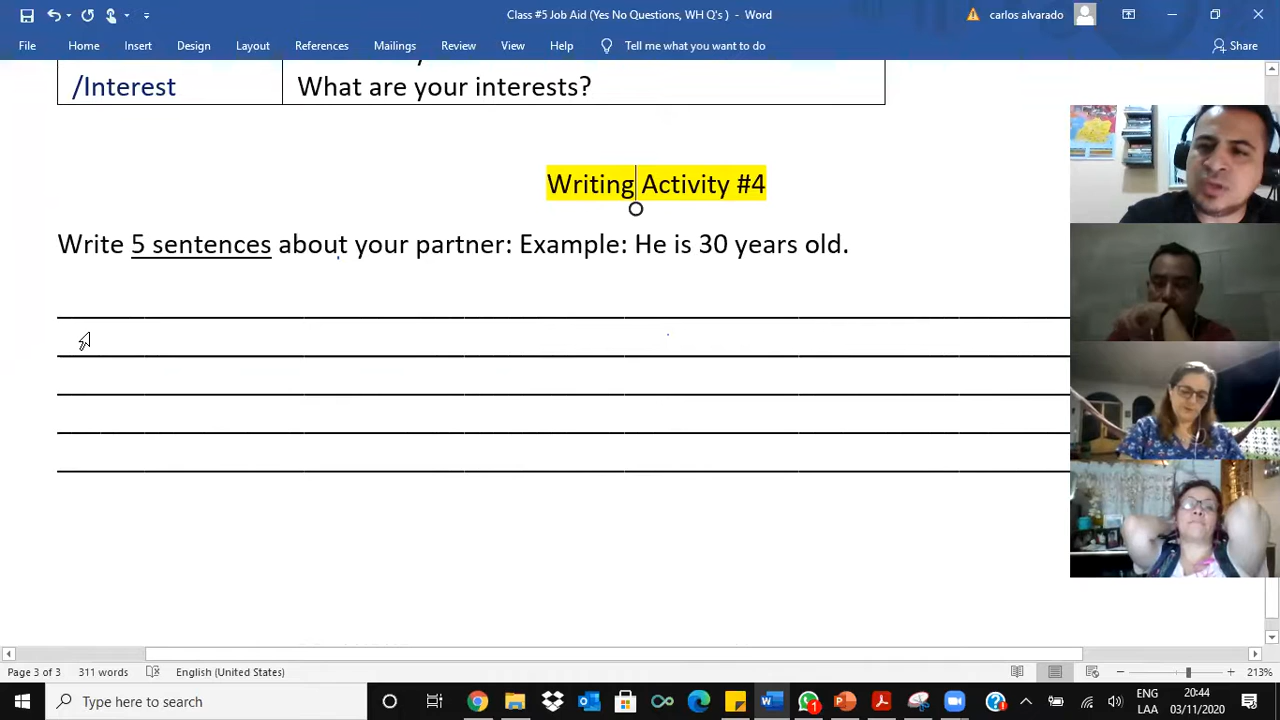 Class #5 Job Aid (Yes No Questions, WH Q's ) - Word
carlos alvarado
File Home Insert Design Layout References Mailings Review View Help Tell me what you want to do Share
/Interest
What are your interests?
Writing Activity #4
Write 5 sentences about your partner: Example: He is 30 years old.
Page 3 of 3 311 words English (United States) 213%
Type here to search
ENG 20:44
LAA 03/11/2020